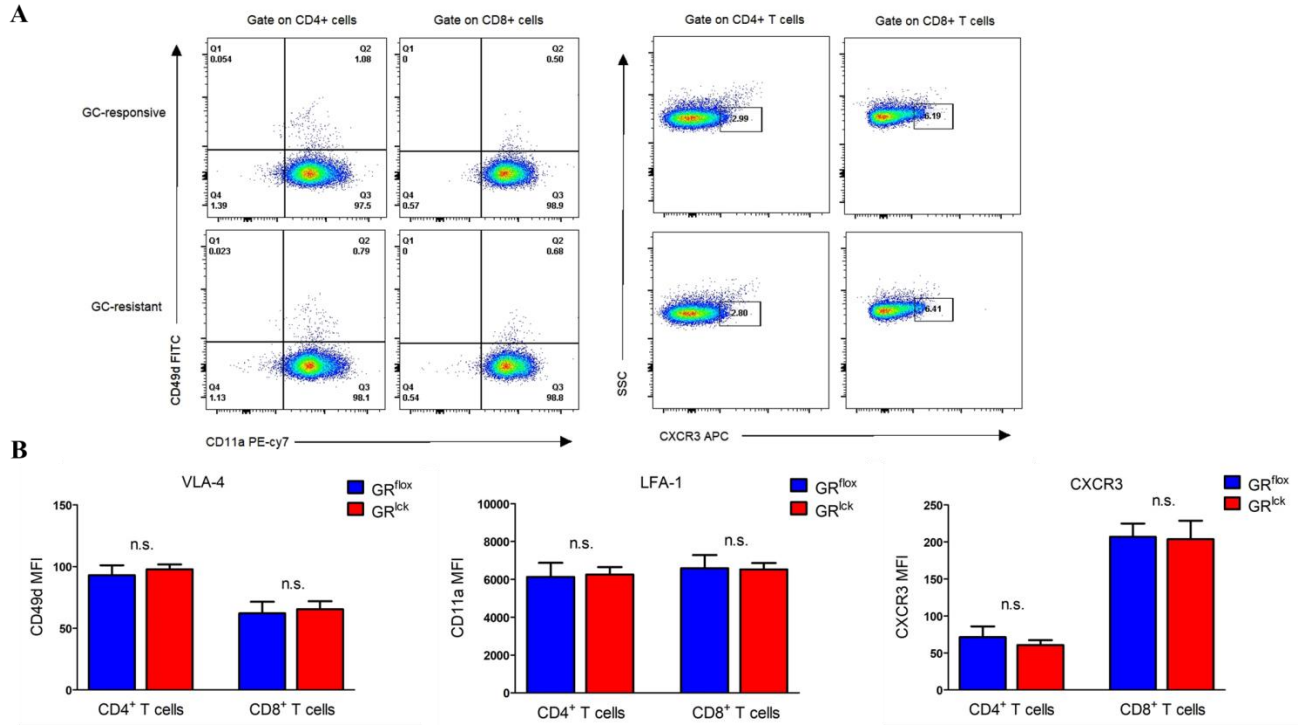 A
Gate on CD4+ cells
Gate on CD8+ cells
Gate on CD4+ T cells
Gate on CD8+ T cells
GC-responsive
Q1
0.054
Q2
1.08
Q4
1.39
Q3
97.5
Q1
0
Q2
0.50
Q4
0.57
Q3
98.9
2.99
6.19
GC-resistant
Q1
0.023
Q2
0.79
Q4
1.13
Q3
98.1
Q1
0
Q2
0.68
Q4
0.54
Q3
98.8
2.80
6.41
CD49d FITC
SSC
CD11a PE-cy7
CXCR3 APC
B
VLA-4
GRflox
GRlck
CD49d MFI
150
100
50
0
n.s.
n.s.
CD4+ T cells
CD8+ T cells
LFA-1
GRflox
GRlck
CD11a MFI
10000
8000
6000
4000
2000
0
n.s.
n.s.
CD4+ T cells
CD8+ T cells
CXCR3
GRflox
GRlck
CXCR3 MFI
250
200
150
100
50
0
n.s.
n.s.
CD4+ T cells
CD8+ T cells